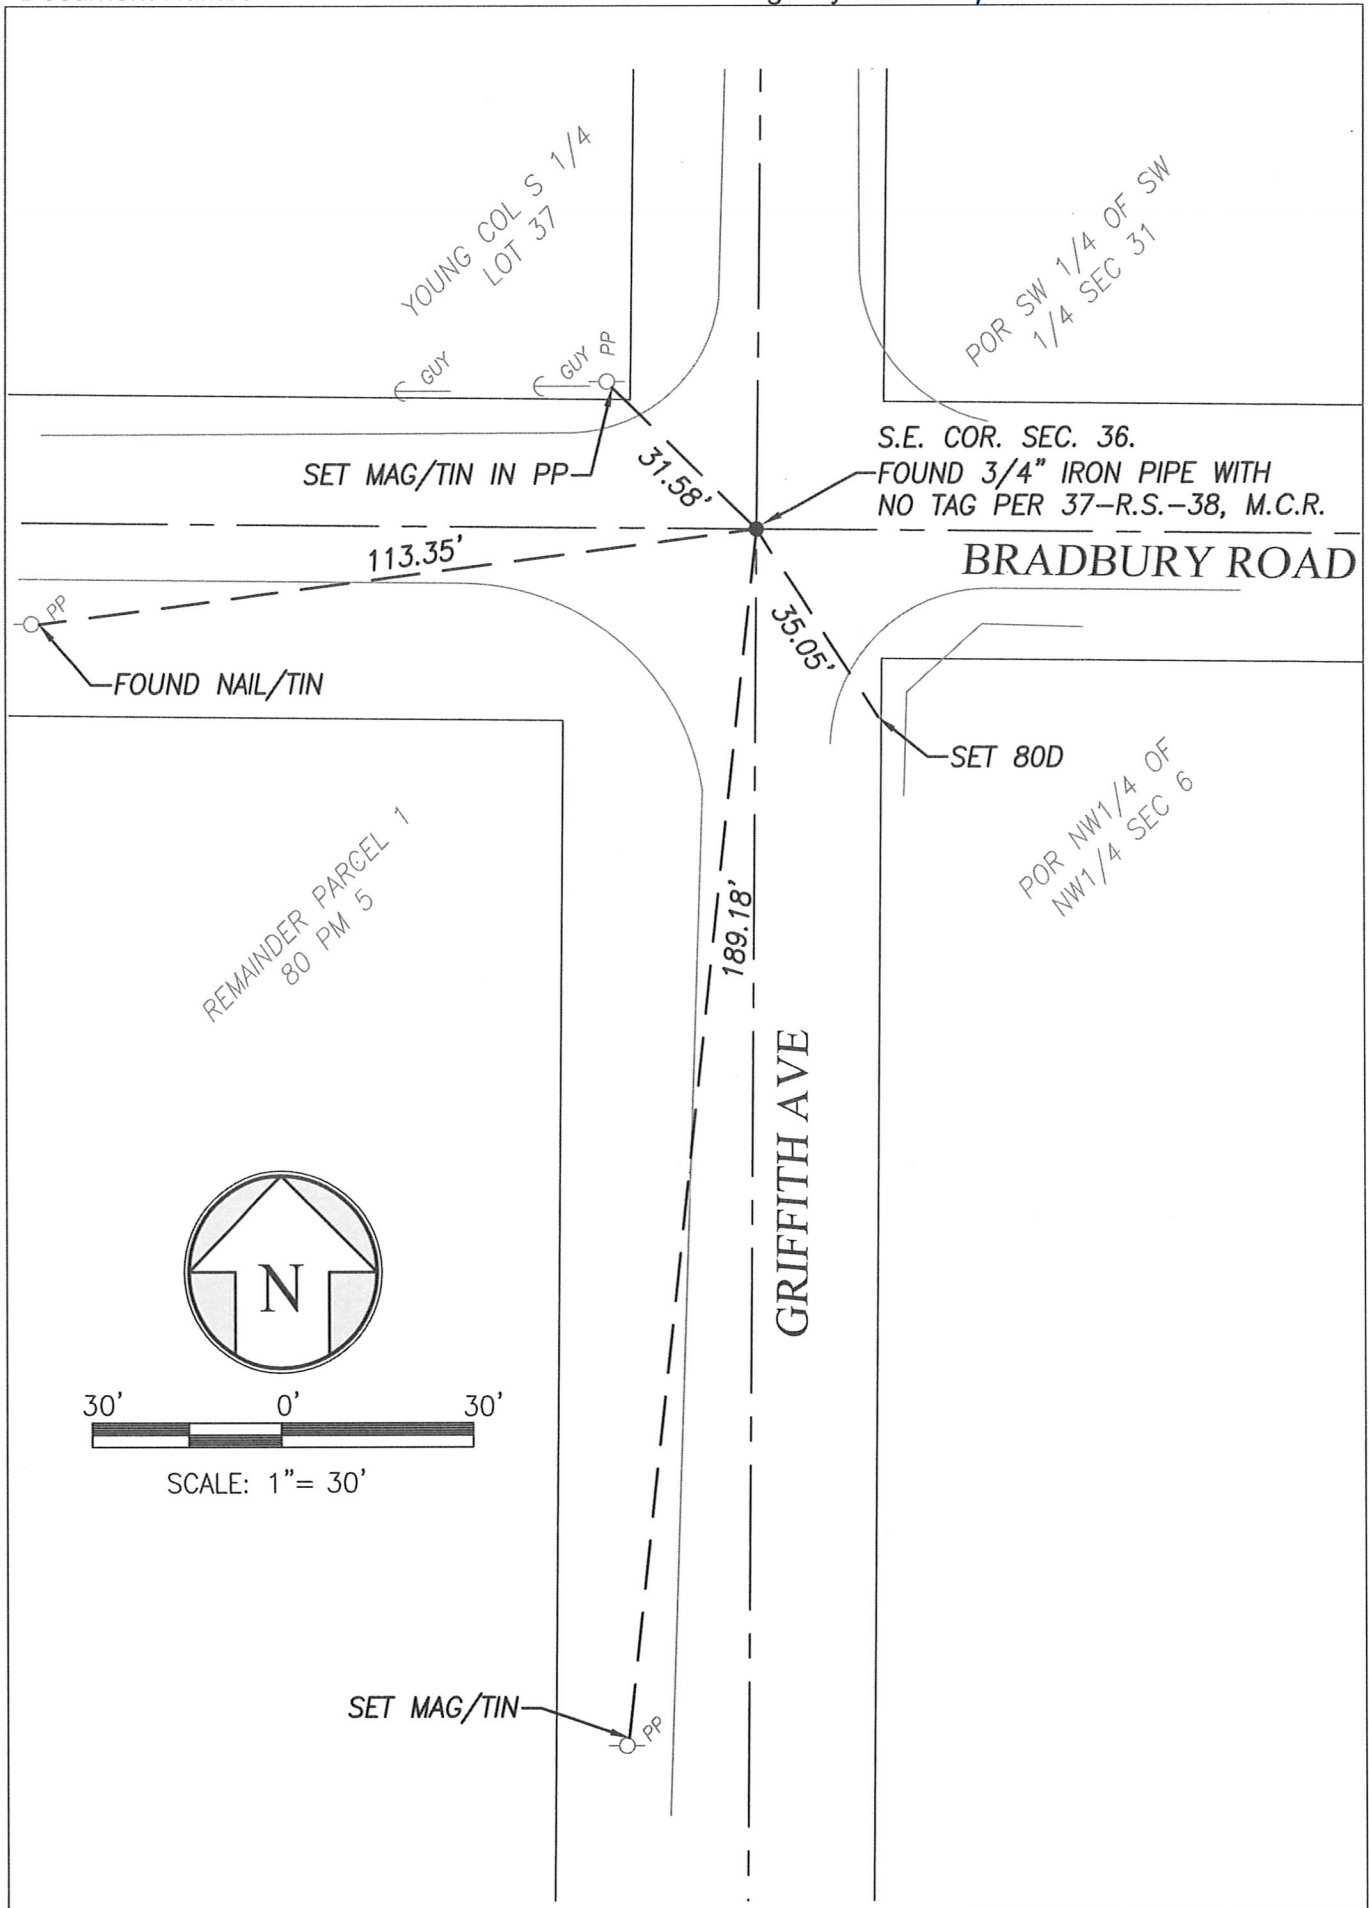 YOUNG COL S 1/4
LOT 37
POR SW 1/4 OF SW
1/4 SEC 31
GUY
GUY
PP
S.E. COR. SEC. 36.
SET MAG/TIN IN PP
31.58'
FOUND 3/4" IRON PIPE WITH
NO TAG PER 37-R.S.-38, M.C.R.
113.35'
BRADBURY ROAD
PP
35.05'
FOUND NAIL/TIN
SET 80D
POR NW1/4 OF
NW1/4 SEC 6
REMAINDER PARCEL 1
80 PM 5
189.18'
GRIFFITH AVE
N
30' 0' 30'
SCALE: 1"= 30'
SET MAG/TIN
PP